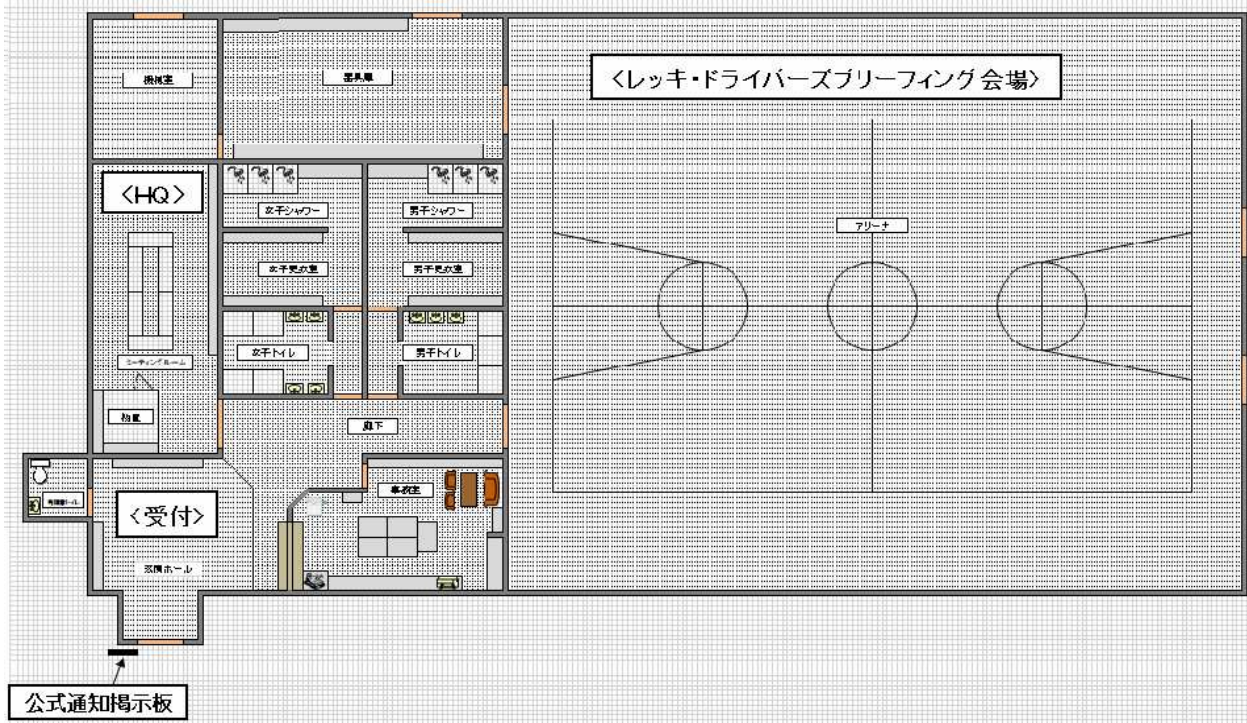 <レッキ・ドライバーズブリーフィング会場>
機械室
器具庫
<HQ>
女子シャワー
男子シャワー
アリーナ
女子更衣室
男子更衣室
女子トイレ
男子トイレ
ミーティングルーム
物置
廊下
事務室
<受付>
玄関ホール
公式通知掲示板